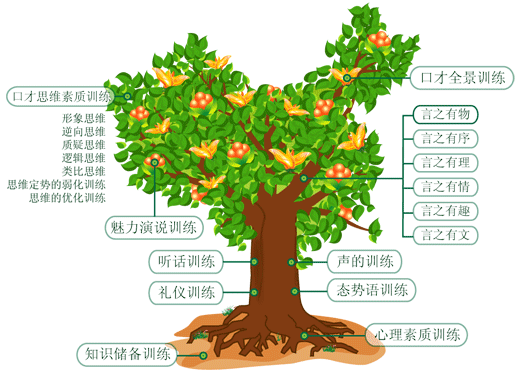 口才全景训练
口才思维素质训练
形象思维
逆向思维
质疑思维
逻辑思维
类比思维
思维定势的弱化训练
思维的优化训练
言之有物
言之有序
言之有理
言之有情
言之有趣
言之有文
魅力演说训练
听话训练
声的训练
礼仪训练
态势语训练
心理素质训练
知识储备训练